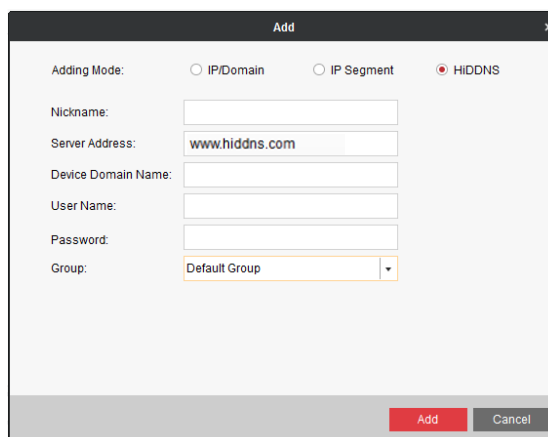 Add
Adding Mode: IP/Domain IP Segment HiDDNS
Nickname:
Server Address: www.hiddns.com
Device Domain Name:
User Name:
Password:
Group: Default Group
Add Cancel